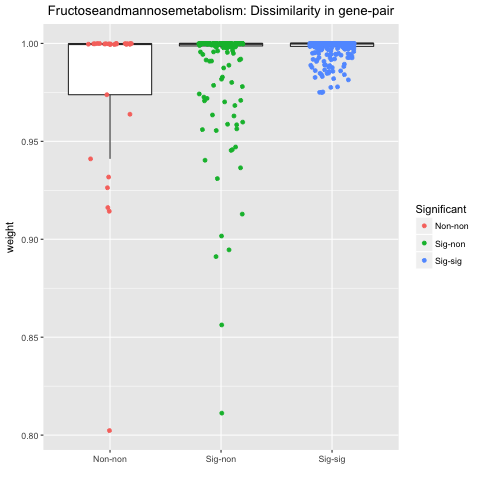 Fructoseandmannosemetabolism: Dissimilarity in gene-pair
1.00
0.95
0.90
0.85
0.80
weight
Non-non
Sig-non
Sig-sig
Significant
Non-non
Sig-non
Sig-sig